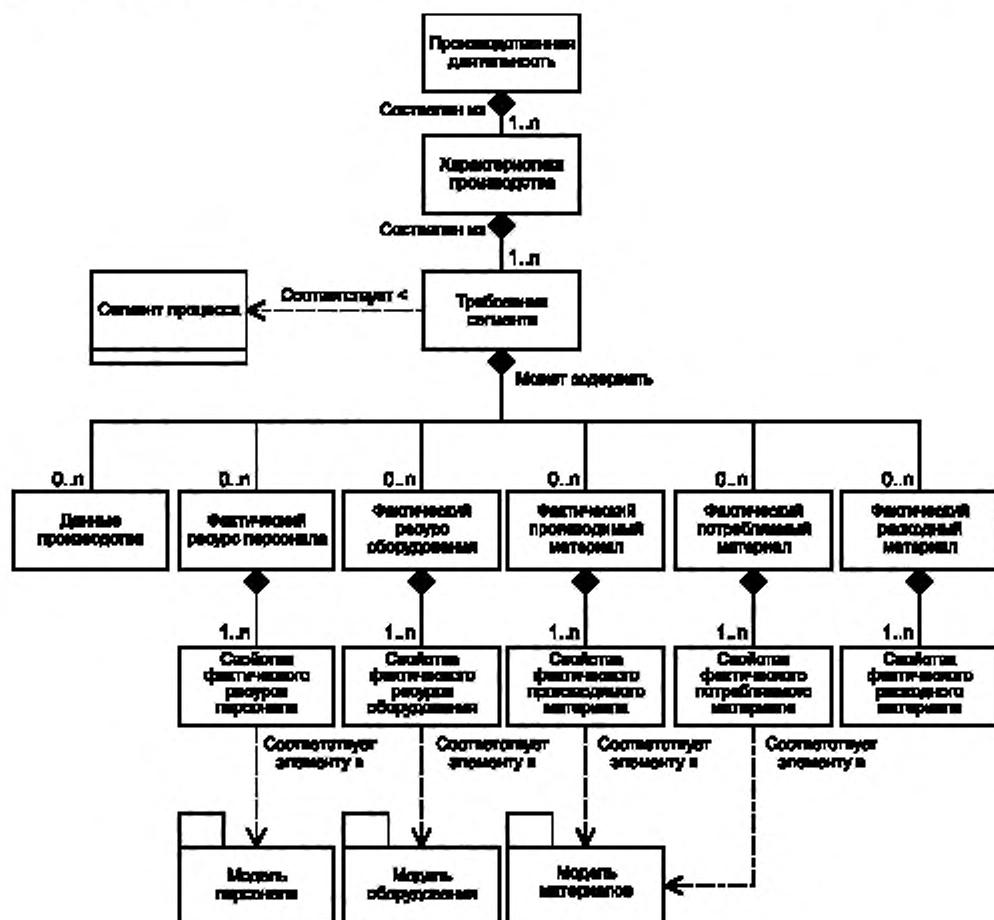 Производственная
деятельность
Составлен из
1..n
Характеристика
производства
Составлен из
1..n
Сегмент процесса
Соответствует <
Требование
сегмента
Может содержать
0..n
0..n
0..n
0..n
0..n
0..n
Данные
производства
Фактический
ресурс персонала
Фактический
ресурс
оборудования
Фактический
производимый
материал
Фактический
потребляемый
материал
Фактический
расходный
материал
1..n
1..n
1..n
1..n
1..n
Свойства
фактического
ресурса
персонала
Свойства
фактического
ресурса
оборудования
Свойства
фактического
производимого
материала
Свойства
фактического
потребляемого
материала
Свойства
фактического
расходного
материала
Соответствует
элементу в
Соответствует
элементу в
Соответствует
элементу в
Соответствует
элементу в
Модель
персонала
Модель
оборудования
Модель
материалов